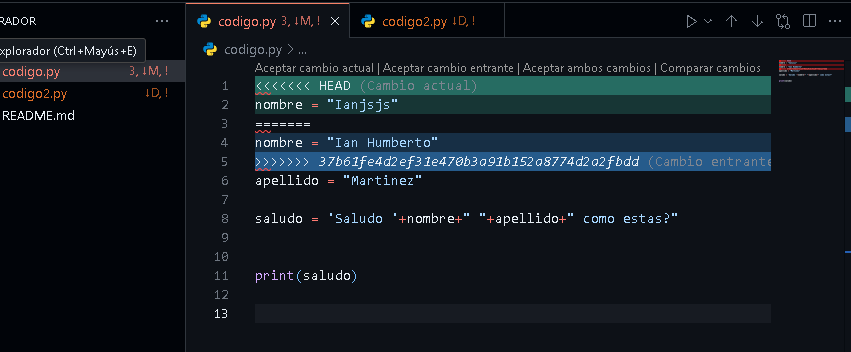 RADOR
...
codigo.py 3, ↓M, !
codigo2.py ↓D, !
xplorador (Ctrl+Mayús+E)
codigo.py 3, ↓M, !
codigo2.py ↓D, !
README.md
codigo.py > ...
Aceptar cambio actual | Aceptar cambio entrante | Aceptar ambos cambios | Comparar cambios
1 <<<<<<< HEAD (Cambio actual)
2 nombre = "Ianjsjs"
3 =======
4 nombre = "Ian Humberto"
5 >>>>>>> 37b61fe4d2ef31e470b3a91b152a8774d2a2fbdd (Cambio entrante
6 apellido = "Martinez"
7
8 saludo = 'Saludo '+nombre+" "+apellido+" como estas?"
9
10
11 print(saludo)
12
13